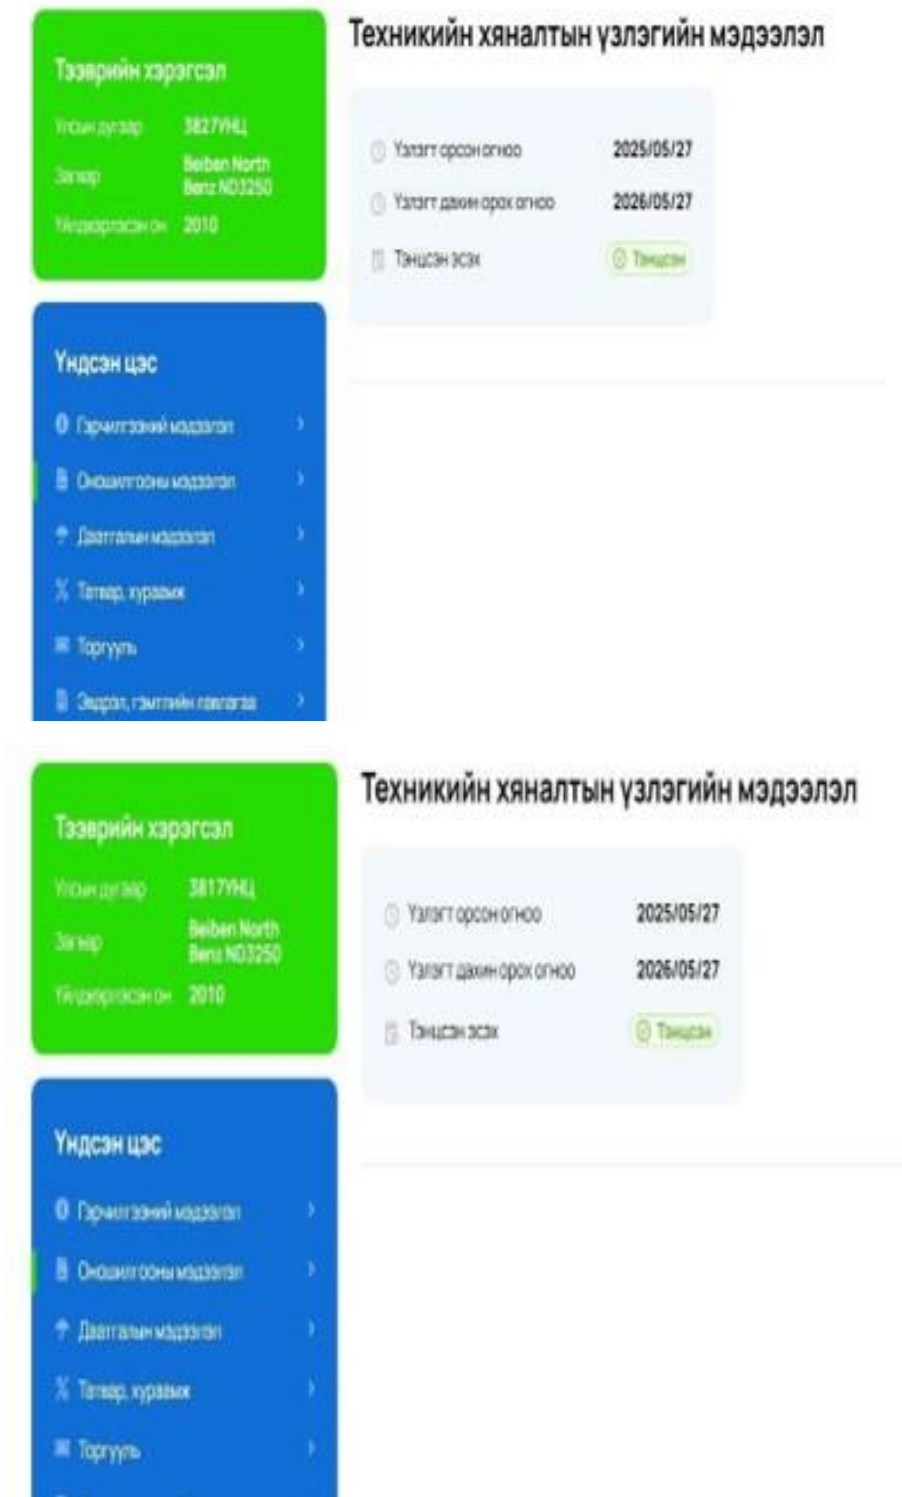 Тээврийн хэрэгсэл
Улсын дугаар 3827УНЦ
Загвар Beiben North Benz ND3250
Үйлдвэрлэсэн он 2010
Үндсэн цэс
Гэрчилгээний мэдээлэл
Оношилгооны мэдээлэл
Даатгалын мэдээлэл
Татвар, хураамж
Торгууль
Эвдрэл, гэмтлийн лавлагаа
Техникийн хяналтын үзлэгийн мэдээлэл
Үзлэгт орсон огноо 2025/05/27
Үзлэгт дахин орох огноо 2026/05/27
Тэнцсэн эсэх Тэнцсэн
Тээврийн хэрэгсэл
Улсын дугаар 3817УНЦ
Загвар Beiben North Benz ND3250
Үйлдвэрлэсэн он 2010
Үндсэн цэс
Гэрчилгээний мэдээлэл
Оношилгооны мэдээлэл
Даатгалын мэдээлэл
Татвар, хураамж
Торгууль
Техникийн хяналтын үзлэгийн мэдээлэл
Үзлэгт орсон огноо 2025/05/27
Үзлэгт дахин орох огноо 2026/05/27
Тэнцсэн эсэх Тэнцсэн